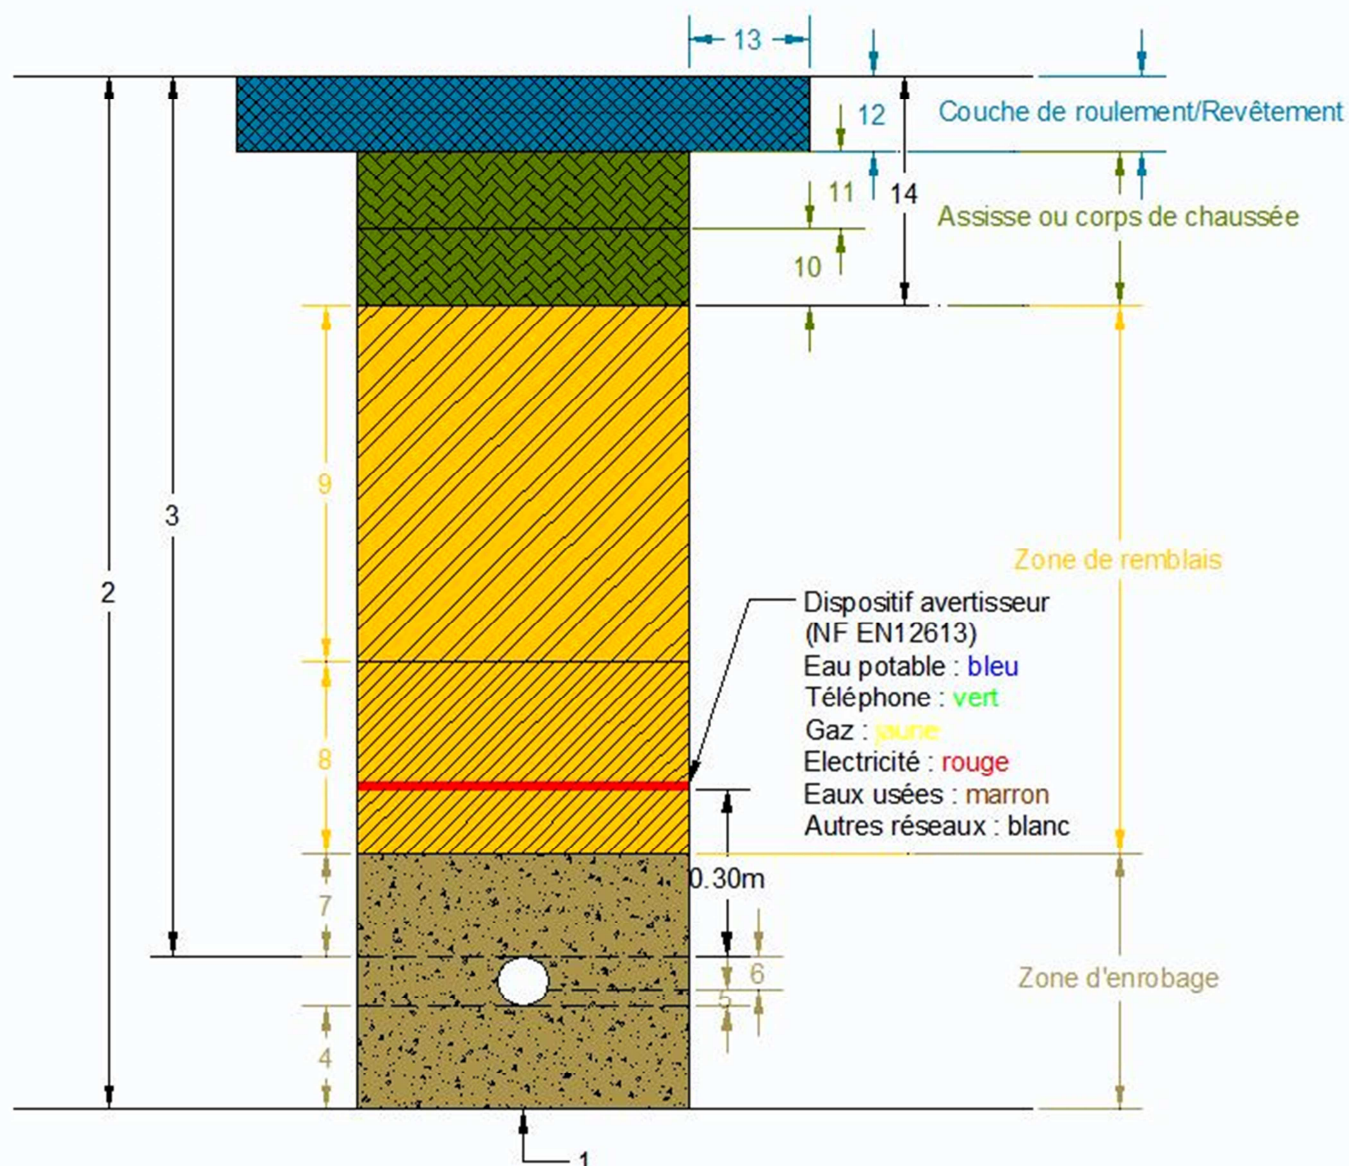 13
12
Couche de roulement/Revêtement
11
14
Assisse ou corps de chaussée
10
9
3
2
Zone de remblais
Dispositif avertisseur
(NF EN12613)
Eau potable : bleu
Téléphone : vert
Gaz : jaune
Electricité : rouge
Eaux usées : marron
Autres réseaux : blanc
8
0.30m
7
6
5
Zone d'enrobage
4
1